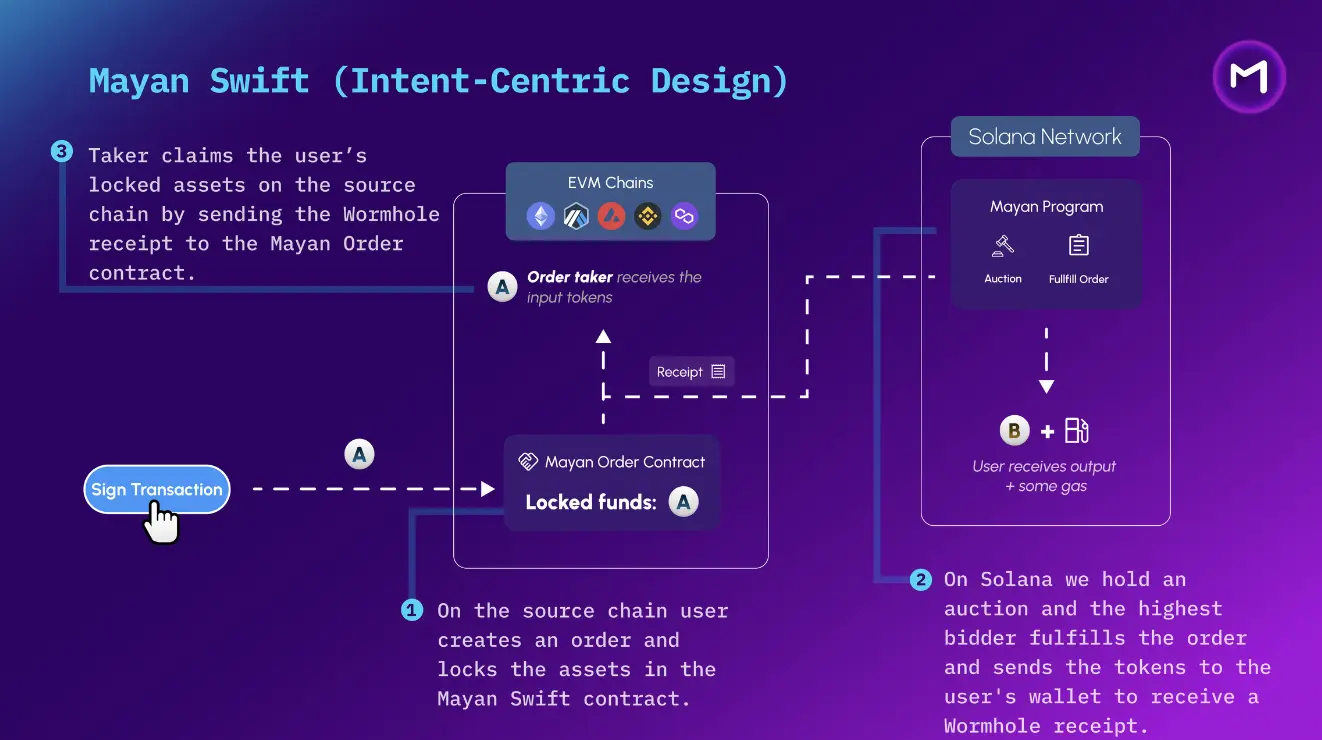 Mayan Swift (Intent-Centric Design)
M
3
Taker claims the user’s
locked assets on the source
chain by sending the Wormhole
receipt to the Mayan Order
contract.
EVM Chains
A
Order taker receives the
input tokens
Receipt
Mayan Order Contract
Locked funds: A
A
Sign Transaction
1
On the source chain user
creates an order and
locks the assets in the
Mayan Swift contract.
Solana Network
Mayan Program
Auction
Fullfill Order
B +
User receives output
+ some gas
2
On Solana we hold an
auction and the highest
bidder fulfills the order
and sends the tokens to the
user's wallet to receive a
Wormhole receipt.